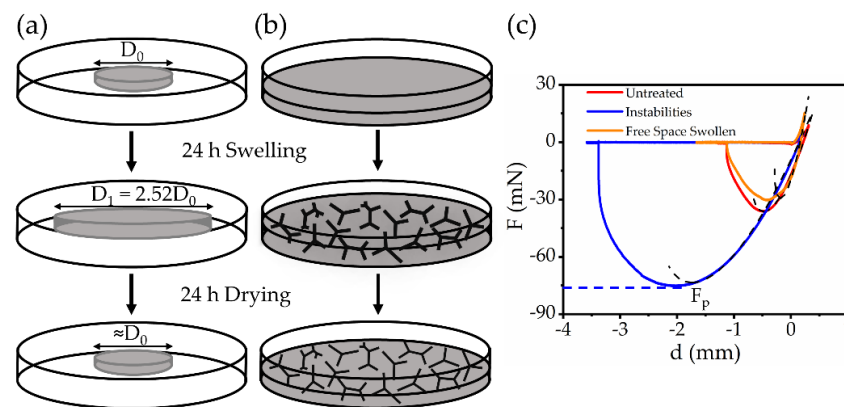 (a)
(b)
(c)
D₀
24 h Swelling
D₁ = 2.52D₀
24 h Drying
≈D₀
Untreated
Instabilities
Free Space Swollen
30
0
-30
-60
-90
F (mN)
Fₚ
-4 -3 -2 -1 0
d (mm)